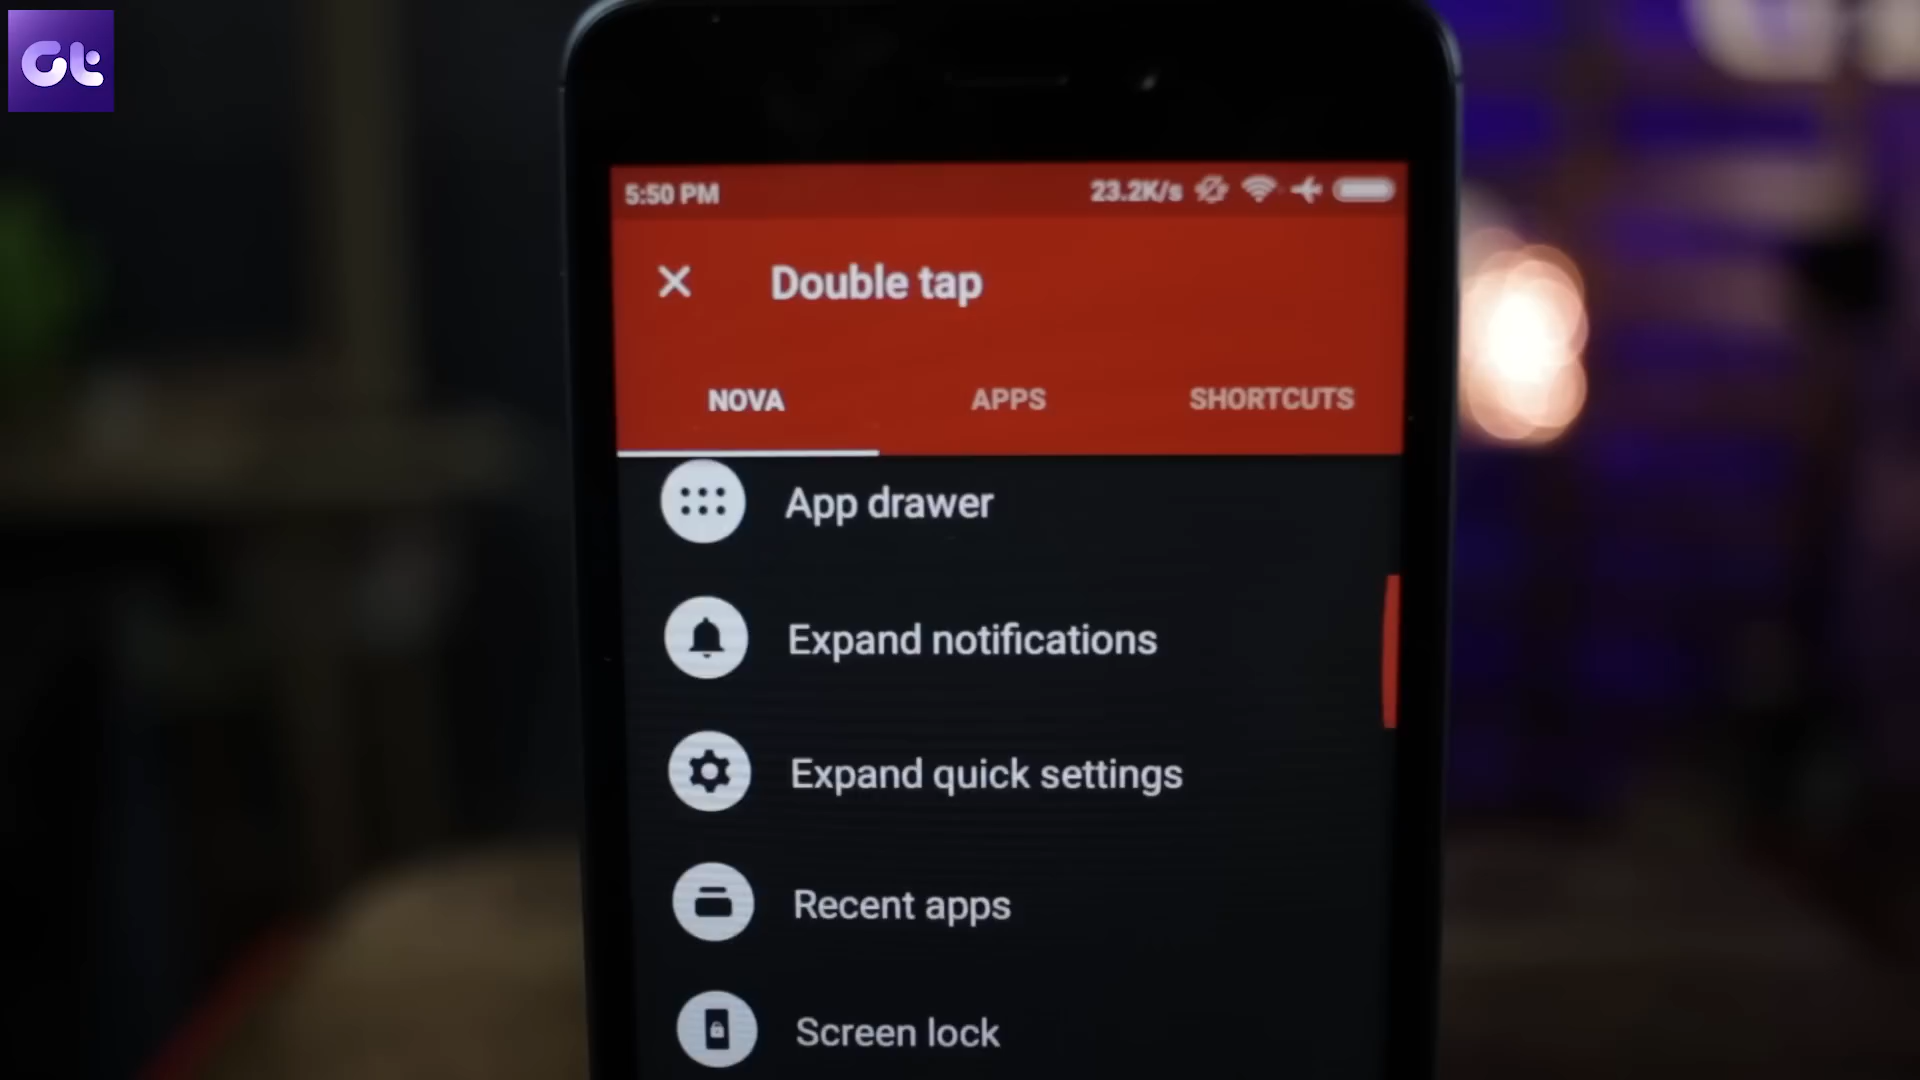 Gt
5:50 PM 23.2K/s
Double tap
NOVA APPS SHORTCUTS
App drawer
Expand notifications
Expand quick settings
Recent apps
Screen lock